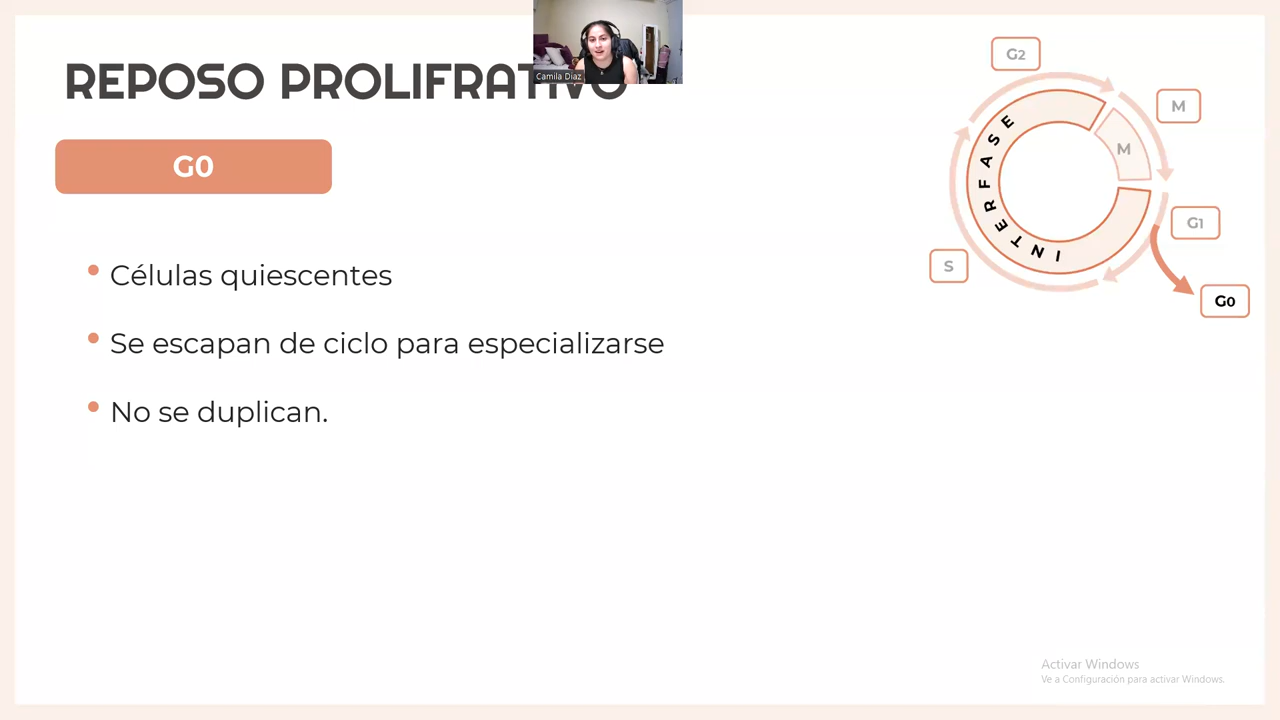 REPOSO PROLIFRATIVO
Camila Diaz
G0
Células quiescentes
Se escapan de ciclo para especializarse
No se duplican.
G2
M
M
INTERFASE
G1
S
G0
Activar Windows
Ve a Configuración para activar Windows.